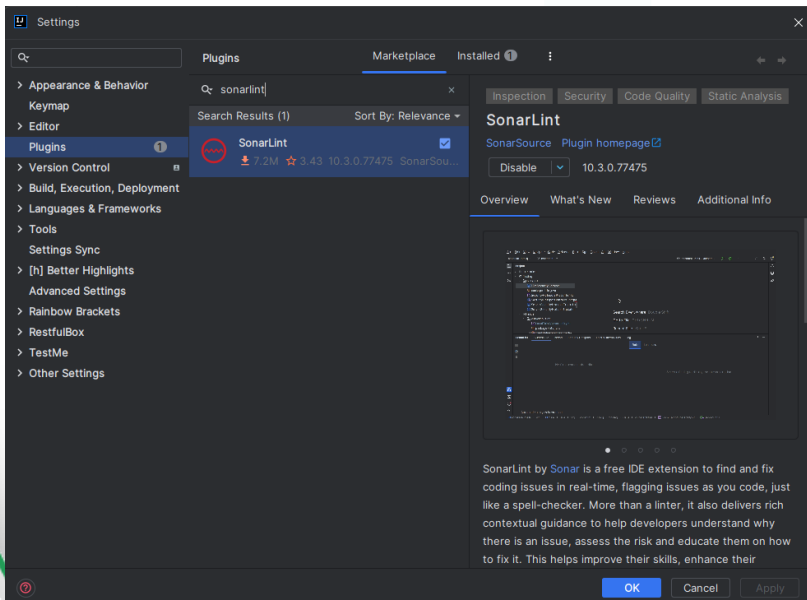 Settings
Plugins
Marketplace
Installed 1
sonarlint
Search Results (1)
Sort By: Relevance
SonarLint
7.2M 3.43 10.3.0.77475 SonarSou...
Appearance & Behavior
Keymap
Editor
Plugins 1
Version Control
Build, Execution, Deployment
Languages & Frameworks
Tools
Settings Sync
[h] Better Highlights
Advanced Settings
Rainbow Brackets
RestfulBox
TestMe
Other Settings
Inspection Security Code Quality Static Analysis
SonarLint
SonarSource Plugin homepage
Disable 10.3.0.77475
Overview What's New Reviews Additional Info
SonarLint by Sonar is a free IDE extension to find and fix
coding issues in real-time, flagging issues as you code, just
like a spell-checker. More than a linter, it also delivers rich
contextual guidance to help developers understand why
there is an issue, assess the risk and educate them on how
to fix it. This helps improve their skills, enhance their
OK Cancel Apply